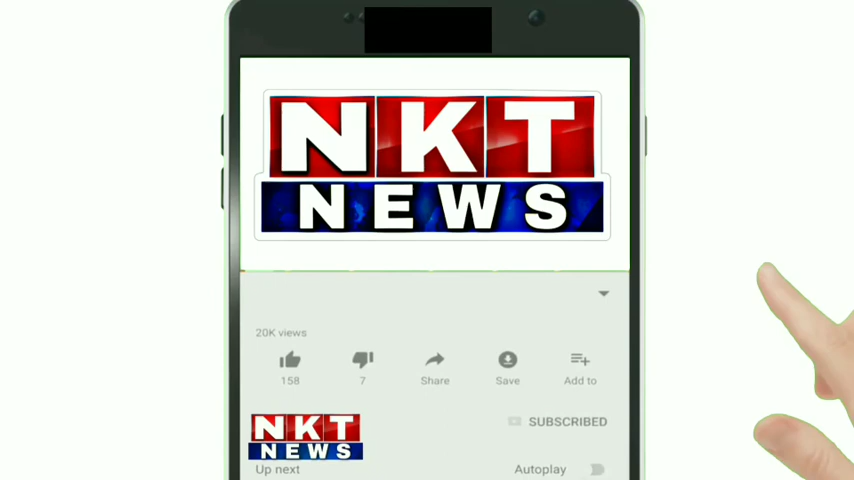 NKT
NEWS
20K views
158
7
Share
Save
Add to
NKT
NEWS
SUBSCRIBED
Up next
Autoplay